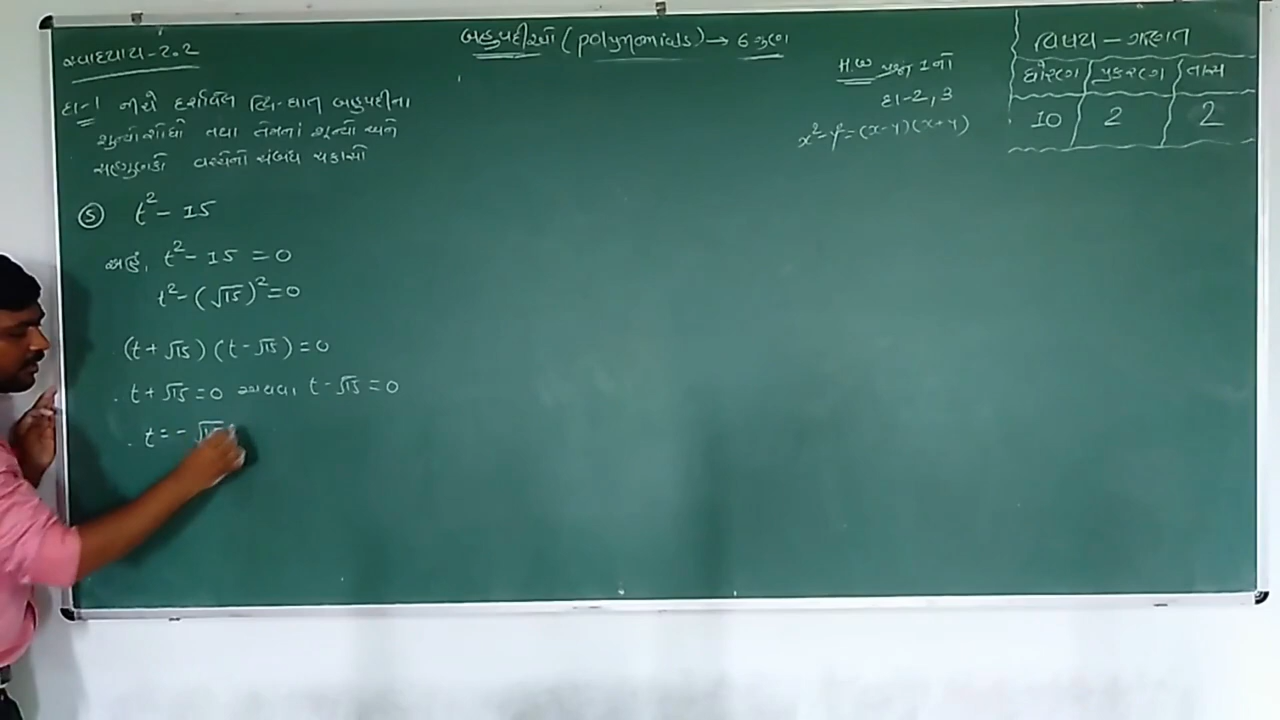 બહુપદીઓ (polynomials) → 6 ગુણ
સ્વાધ્યાય-2.2
દા-1 નીચે દર્શાવેલ દ્વિ-ઘાત બહુપદીના
શૂન્યો શોધો તથા તેનાં શૂન્યો અને
સહગુણકો વચ્ચેનો સંબંધ ચકાસો
⑤ t² - 15
અહીં, t² - 15 = 0
t² - (√15)² = 0
(t + √15) (t - √15) = 0
t + √15 = 0 અથવા t - √15 = 0
t = - √15
H.W પ્રશ્ન 1 ના
દા-2, 3
x² - y² = (x - y) (x + y)
વિષય - ગણિત
ધોરણ પ્રકરણ તાસ
10 2 2